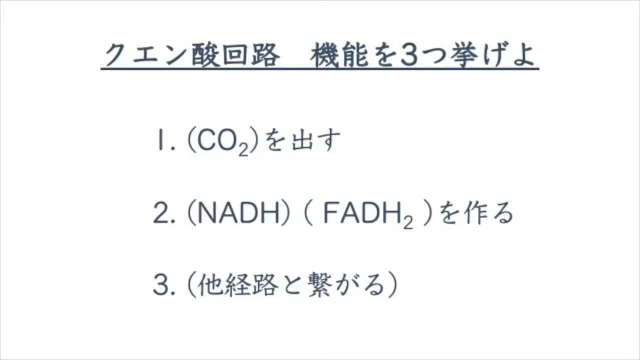 クエン酸回路　機能を3つ挙げよ
1. (CO₂)を出す
2. (NADH) ( FADH₂ )を作る
3. (他経路と繋がる)